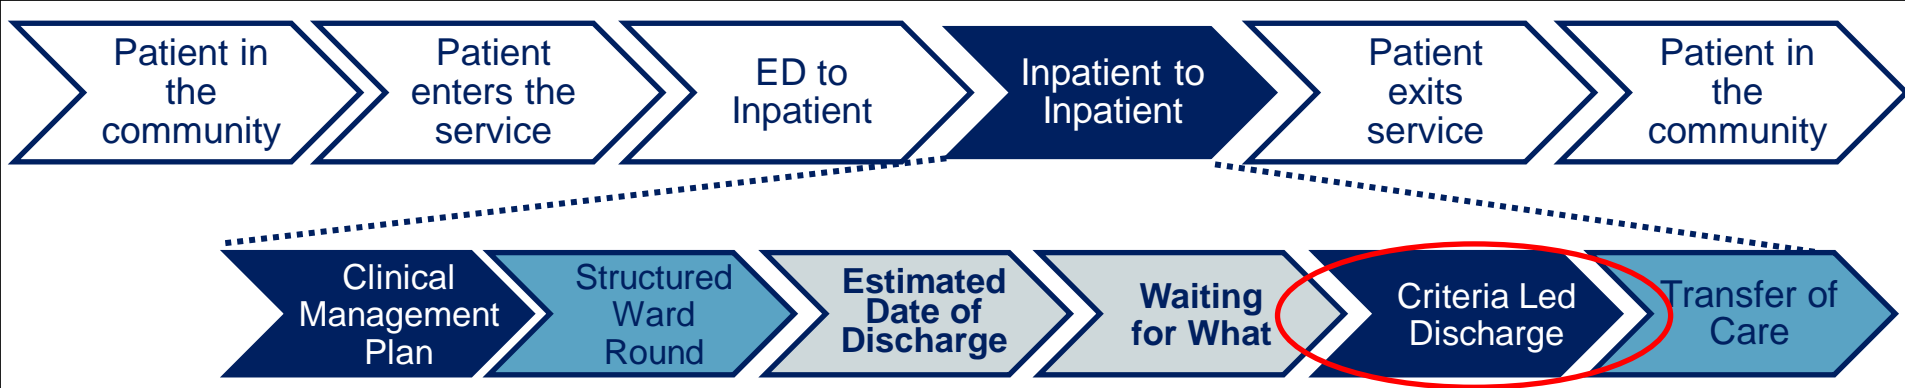 Patient in
the
community
Patient
enters the
service
ED to
Inpatient
Inpatient to
Inpatient
Patient
exits
service
Patient in
the
community
Clinical
Management
Plan
Structured
Ward
Round
Estimated
Date of
Discharge
Waiting
for What
Criteria Led
Discharge
Transfer of
Care